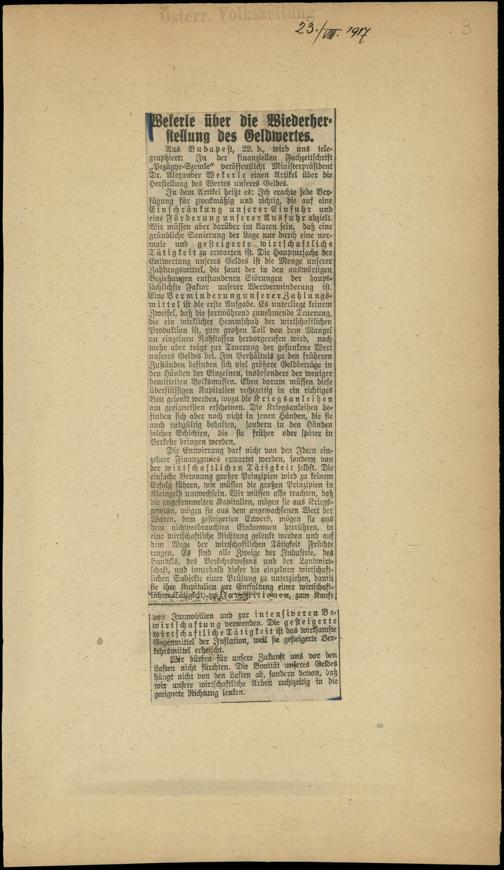 Österr. Volkszeitung
23./VIII. 1917
3
Wekerle über die Wiederher-
stellung des Geldwertes.
Aus Budapest, 22. d., wird uns tele-
graphiert: In der finanziellen Fachzeitschrift
„Pezügye-Szemle“ veröffentlicht Ministerpräsident
Dr. Alexander Wekerle einen Artikel über die
Herstellung des Wertes unseres Geldes.
In dem Artikel heißt es: Ich erachte jede Ver-
fügung für zweckmäßig und richtig, die auf eine
Einschränkung unserer Einfuhr und
eine Förderung unserer Ausfuhr abzielt.
Wir müssen aber darüber im klaren sein, daß eine
gründliche Sanierung der Lage nur durch eine nor-
male und gesteigerte wirtschaftliche
Tätigkeit zu erwarten ist. Die Hauptursache der
Entwertung unseres Geldes ist die Menge unserer
Zahlungsmittel, die samt der in den auswärtigen
Beziehungen entstandenen Störungen der haupt-
sächlichste Faktor unserer Wertverminderung ist.
Eine Verminderung unserer Zahlungs-
mittel ist die erste Aufgabe. Es unterliegt keinem
Zweifel, daß die fortwährend zunehmende Teuerung,
die ein wirklicher Hemmschuh der wirtschaftlichen
Produktion ist, zum großen Teil von dem Mangel
an einzelnen Rohstoffen hervorgerufen wird, noch
mehr aber trägt zur Teuerung der gesunkene Wert
unseres Geldes bei. Im Verhältnis zu den früheren
Zuständen befinden sich viel größere Geldbeträge in
den Händen der Einzelnen, insbesondere der weniger
bemittelten Volksmassen. Eben darum müssen diese
überflüssigen Kapitalien rechtzeitig in ein richtiges
Bett gelenkt werden, wozu die Kriegsanleihen
am geeignetsten erscheinen. Die Kriegsanleihen be-
finden sich aber noch nicht in jenen Händen, die sie
auch endgültig behalten, sondern in den Händen
solcher Schichten, die sie früher oder später in
Verkehr bringen werden.
Die Entwirrung darf nicht von den Ideen ein-
zelner Finanzgenies erwartet werden, sondern von
der wirtschaftlichen Tätigkeit selbst. Die
einfache Betonung großer Prinzipien wird zu keinem
Erfolg führen, wir müssen die großen Prinzipien in
Kleingeld umwechseln. Wir müssen also trachten, daß
die angesammelten Kapitalien, mögen sie aus Kriegs-
gewinn, mögen sie aus dem angewachsenen Wert der
Waren, dem gesteigerten Erwerb, mögen sie aus
dem nichtverbrauchten Einkommen herrühren, in
eine wirtschaftliche Richtung gelenkt werden und auf
dem Wege der wirtschaftlichen Tätigkeit Früchte
tragen. Es sind alle Zweige der Industrie, des
Handels, des Verkehrswesens und der Landwirt-
schaft, und innerhalb dieser die einzelnen wirtschaft-
lichen Subjekte einer Prüfung zu unterziehen, damit
sie ihre Kapitalien zur Entfaltung einer wirtschaft-
lichen Tätigkeit, zu Investitionen, zum Kaufe
von Immobilien und zur intensiveren Be-
wirtschaftung verwenden. Die gesteigerte
wirtschaftliche Tätigkeit ist das wirksamste
Gegenmittel der Inflation, weil sie gesteigerte Ver-
kehrsmittel erheischt.
Wir dürfen für unsere Zukunft uns vor den
Lasten nicht fürchten. Die Bonität unseres Geldes
hängt nicht von den Lasten ab, sondern davon, daß
wir unsere wirtschaftliche Arbeit rechtzeitig in die
geeignete Richtung lenken.